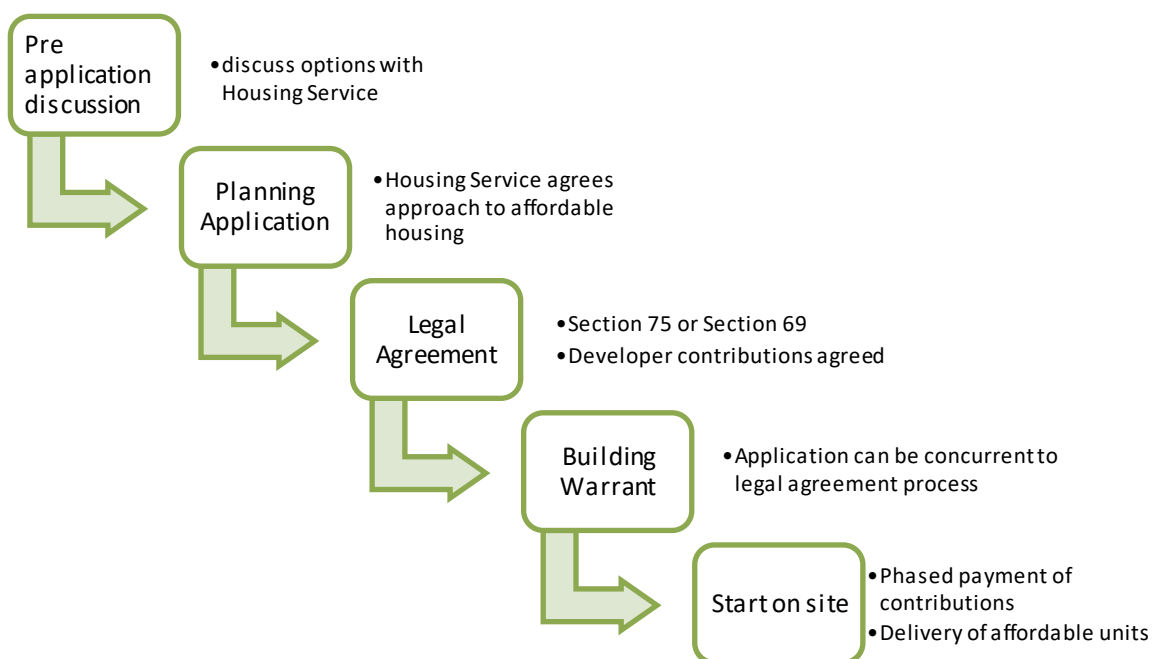 Pre
application
discussion
•discuss options with
Housing Service
Planning
Application
•Housing Service agrees
approach to affordable
housing
Legal
Agreement
•Section 75 or Section 69
•Developer contributions agreed
Building
Warrant
•Application can be concurrent to
legal agreement process
Start on site
•Phased payment of
contributions
•Delivery of affordable units